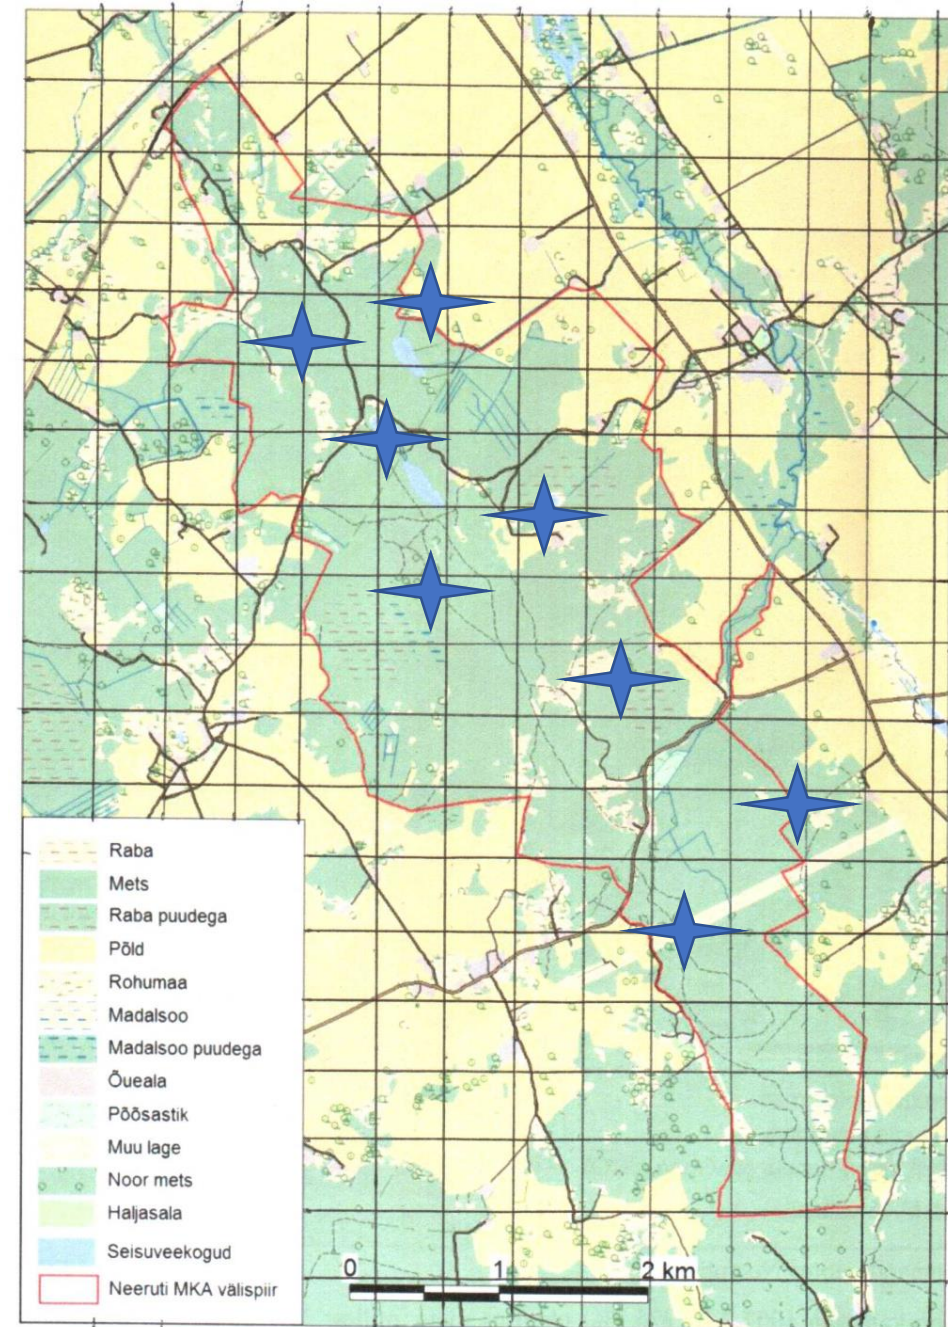 Raba
Mets
Raba puudega
Põld
Rohumaa
Madalsoo
Madalsoo puudega
Õueala
Põõsastik
Muu lage
Noor mets
Haljasala
Seisuveekogud
Neeruti MKA välispiir
0 1 2 km